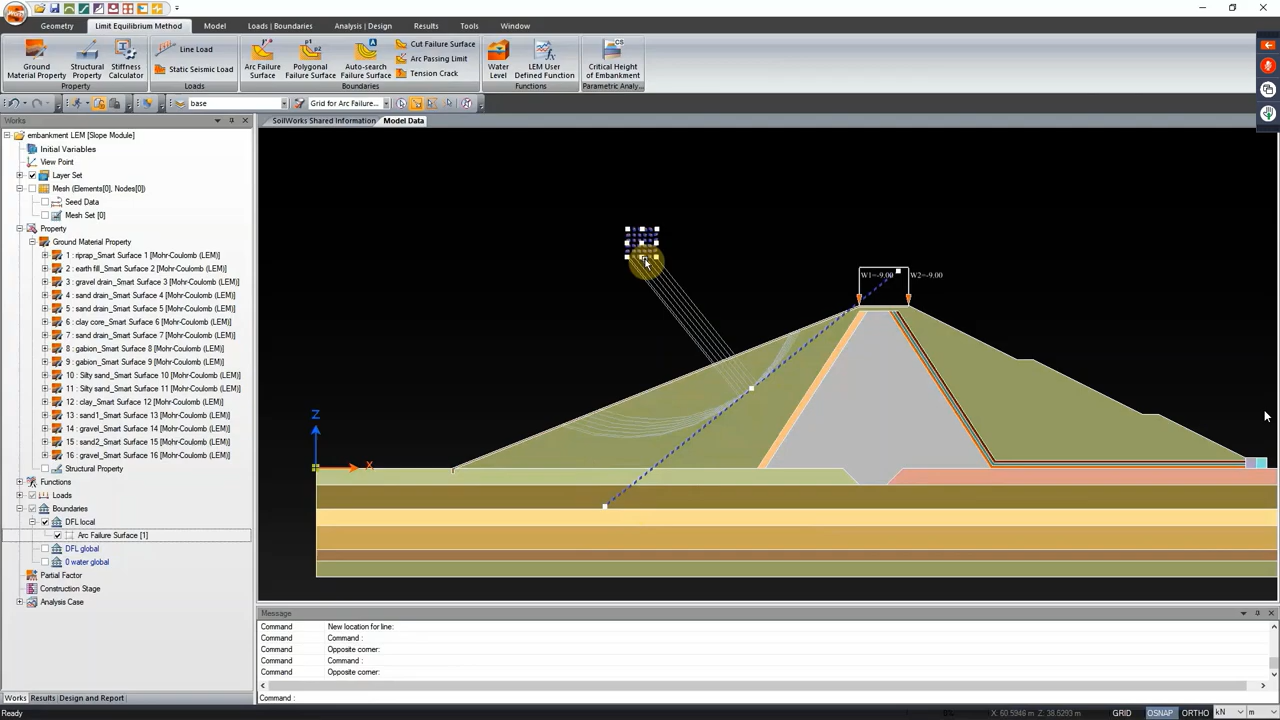 Geometry
Limit Equilibrium Method
Model
Loads | Boundaries
Analysis | Design
Results
Tools
Window
Ground Material Property
Structural Property
Stiffness Calculator
Line Load
Static Seismic Load
Arc Failure Surface
Polygonal Failure Surface
Auto-search Failure Surface
Cut Failure Surface
Arc Passing Limit
Tension Crack
Water Level
LEM User Defined Function
Critical Height of Embankment
Property
Loads
Boundaries
Functions
Parametric Analy...
base
Grid for Arc Failure...
Works
SoilWorks Shared Information
Model Data
embankment LEM [Slope Module]
Initial Variables
View Point
Layer Set
Mesh (Elements[0], Nodes[0])
Seed Data
Mesh Set [0]
Property
Ground Material Property
1 : riprap_Smart Surface 1 [Mohr-Coulomb (LEM)]
2 : earth fill_Smart Surface 2 [Mohr-Coulomb (LEM)]
3 : gravel drain_Smart Surface 3 [Mohr-Coulomb (LEM)]
4 : sand drain_Smart Surface 4 [Mohr-Coulomb (LEM)]
5 : sand drain_Smart Surface 5 [Mohr-Coulomb (LEM)]
6 : clay core_Smart Surface 6 [Mohr-Coulomb (LEM)]
7 : sand drain_Smart Surface 7 [Mohr-Coulomb (LEM)]
8 : gabion_Smart Surface 8 [Mohr-Coulomb (LEM)]
9 : gabion_Smart Surface 9 [Mohr-Coulomb (LEM)]
10 : Silty sand_Smart Surface 10 [Mohr-Coulomb (LEM)]
11 : Silty sand_Smart Surface 11 [Mohr-Coulomb (LEM)]
12 : clay_Smart Surface 12 [Mohr-Coulomb (LEM)]
13 : sand1_Smart Surface 13 [Mohr-Coulomb (LEM)]
14 : gravel_Smart Surface 14 [Mohr-Coulomb (LEM)]
15 : sand2_Smart Surface 15 [Mohr-Coulomb (LEM)]
16 : gravel_Smart Surface 16 [Mohr-Coulomb (LEM)]
Structural Property
Functions
Loads
Boundaries
DFL local
Arc Failure Surface [1]
DFL global
0 water global
Partial Factor
Construction Stage
Analysis Case
W1=-9.00
W2=-9.00
Z
X
Message
Command New location for line:
Command Command :
Command Opposite corner:
Command Command :
Command Opposite corner:
Command :
Works
Results
Design and Report
Ready
X: 60.5946 m Z: 38.5293 m
GRID
OSNAP
ORTHO
kN
m